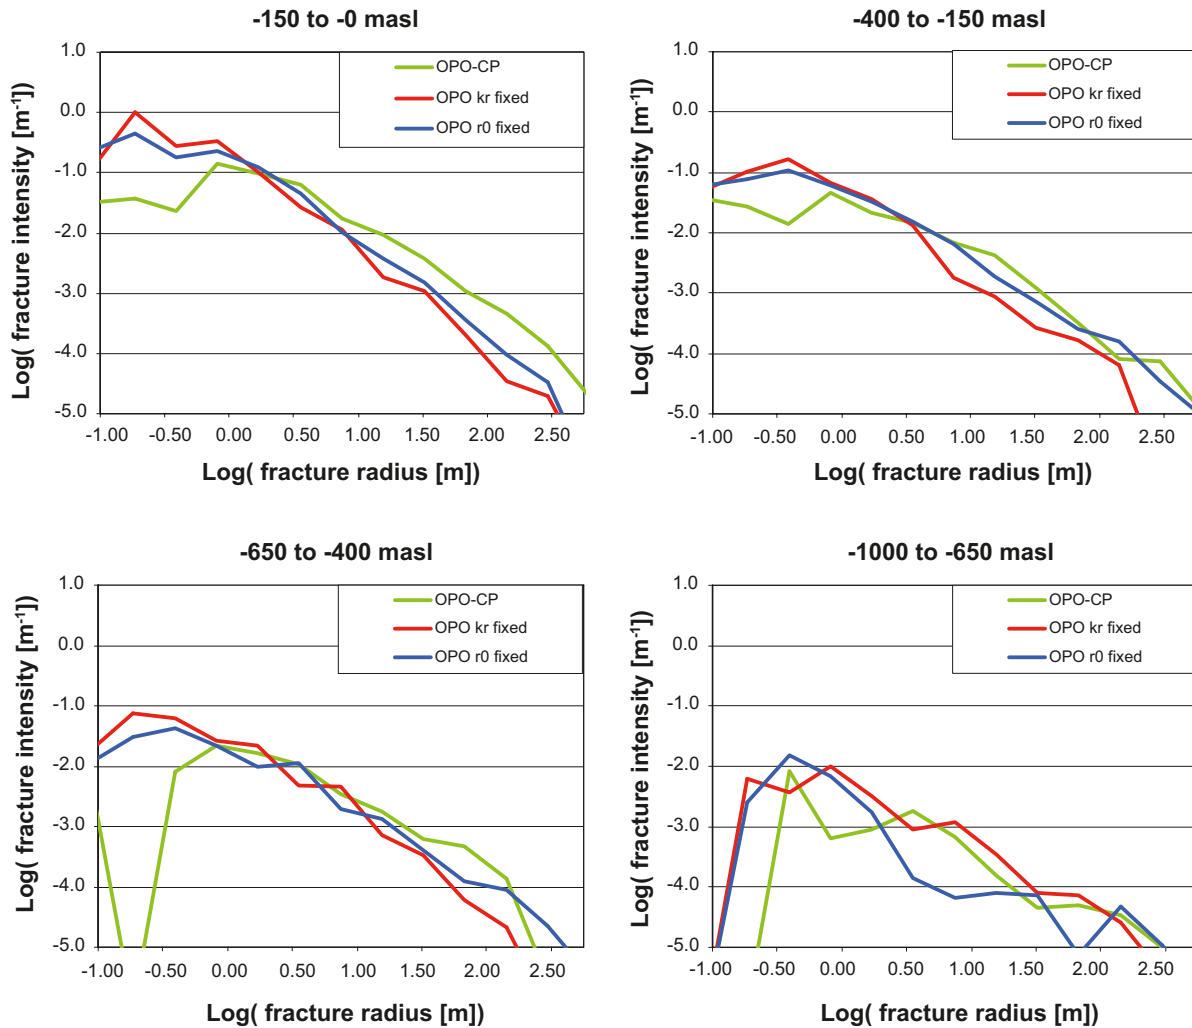 -150 to -0 masl
1.0
0.0
-1.0
-2.0
-3.0
-4.0
-5.0
Log( fracture intensity [m-1])
OPO-CP
OPO kr fixed
OPO r0 fixed
-1.00 -0.50 0.00 0.50 1.00 1.50 2.00 2.50
Log( fracture radius [m])
-400 to -150 masl
1.0
0.0
-1.0
-2.0
-3.0
-4.0
-5.0
Log( fracture intensity [m-1])
OPO-CP
OPO kr fixed
OPO r0 fixed
-1.00 -0.50 0.00 0.50 1.00 1.50 2.00 2.50
Log( fracture radius [m])
-650 to -400 masl
1.0
0.0
-1.0
-2.0
-3.0
-4.0
-5.0
Log( fracture intensity [m-1])
OPO-CP
OPO kr fixed
OPO r0 fixed
-1.00 -0.50 0.00 0.50 1.00 1.50 2.00 2.50
Log( fracture radius [m])
-1000 to -650 masl
1.0
0.0
-1.0
-2.0
-3.0
-4.0
-5.0
Log( fracture intensity [m-1])
OPO-CP
OPO kr fixed
OPO r0 fixed
-1.00 -0.50 0.00 0.50 1.00 1.50 2.00 2.50
Log( fracture radius [m])